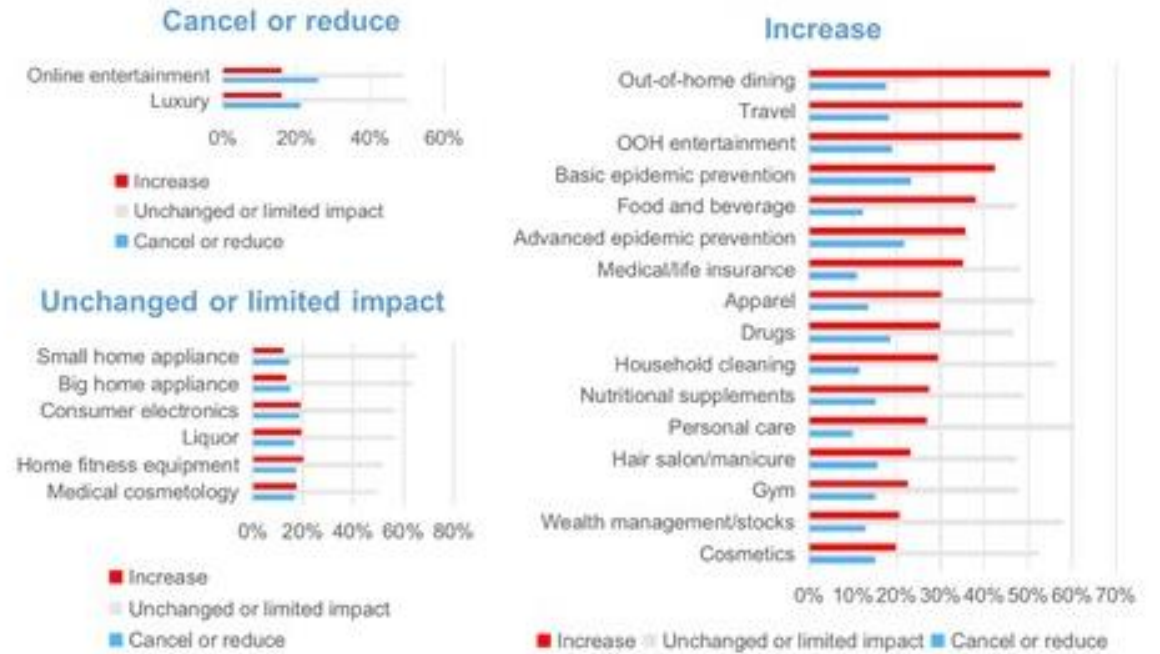 Cancel or reduce
Online entertainment
Luxury
0% 20% 40% 60%
Increase
Unchanged or limited impact
Cancel or reduce
Unchanged or limited impact
Small home appliance
Big home appliance
Consumer electronics
Liquor
Home fitness equipment
Medical cosmetology
0% 20% 40% 60% 80%
Increase
Unchanged or limited impact
Cancel or reduce
Increase
Out-of-home dining
Travel
OOH entertainment
Basic epidemic prevention
Food and beverage
Advanced epidemic prevention
Medical/life insurance
Apparel
Drugs
Household cleaning
Nutritional supplements
Personal care
Hair salon/manicure
Gym
Wealth management/stocks
Cosmetics
0% 10% 20% 30% 40% 50% 60% 70%
Increase Unchanged or limited impact Cancel or reduce